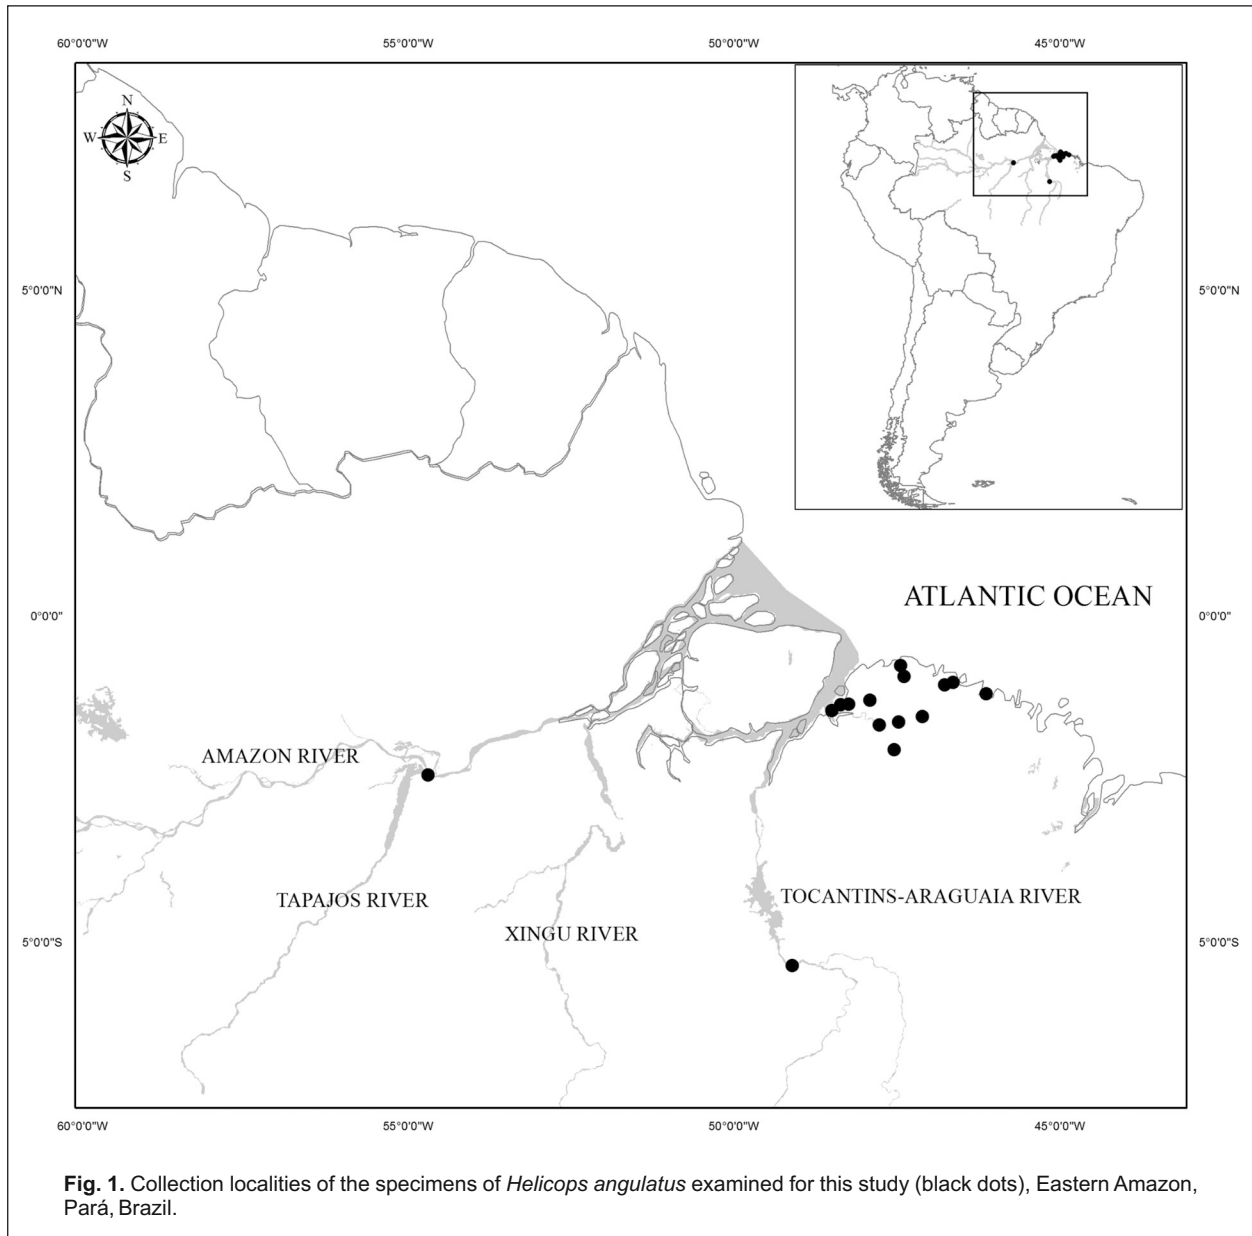 60°0'0"W 55°0'0"W 50°0'0"W 45°0'0"W
N
W E
S
5°0'0"N 5°0'0"N
ATLANTIC OCEAN
0°0'0" 0°0'0"
AMAZON RIVER
TAPAJOS RIVER
TOCANTINS-ARAGUAIA RIVER
XINGU RIVER
5°0'0"S 5°0'0"S
60°0'0"W 55°0'0"W 50°0'0"W 45°0'0"W
Fig. 1. Collection localities of the specimens of Helicops angulatus examined for this study (black dots), Eastern Amazon,
Pará, Brazil.